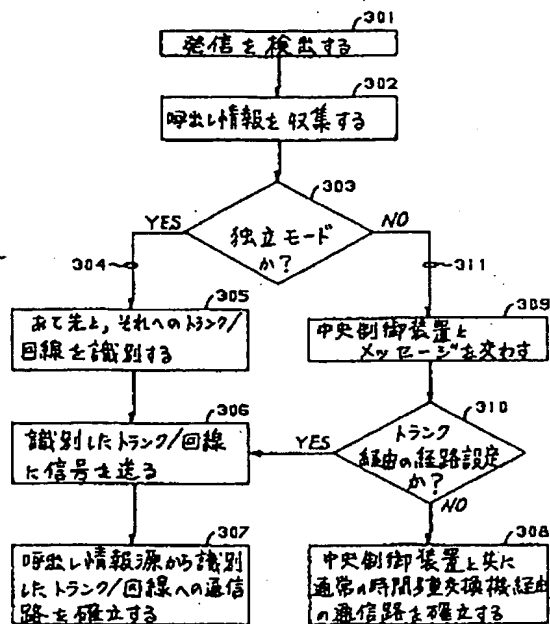 301
発信を検出する
302
呼出し情報を収集する
303
YES
NO
独立モード
か?
304
311
305
あて先と,それへのトランク/
回線を識別する
309
中央制御装置と
メッセージを交わす
306
識別したトランク/回線
に信号を送る
310
YES
トランク
経由の経路設定
か?
NO
307
呼出し情報源から識別
したトランク/回線への通信
路を確立する
308
中央制御装置と共に
通常の時間多重交換機経由
の通信路を確立する